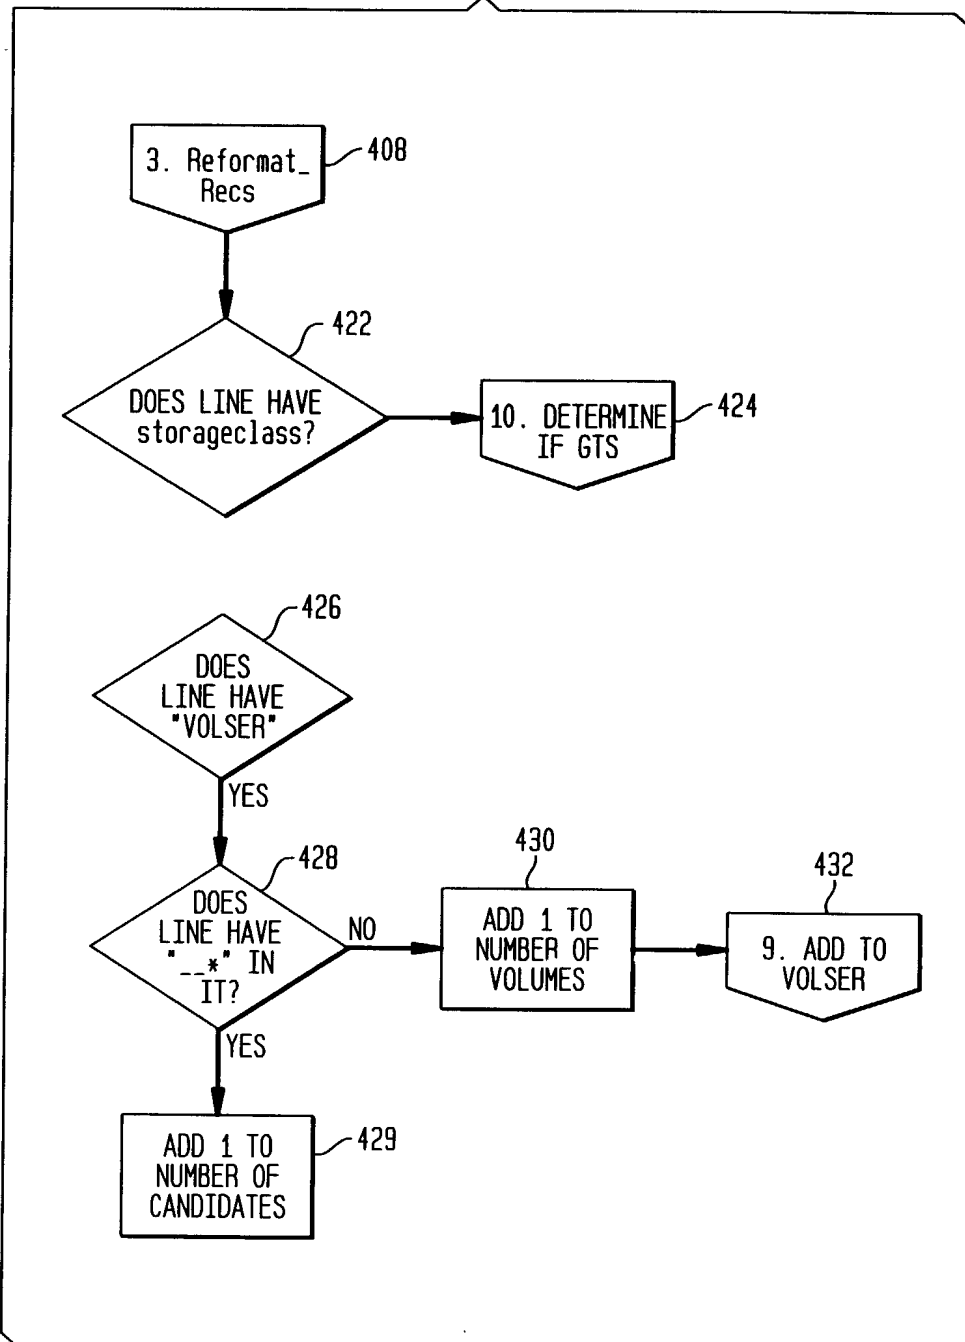 3. Reformat_
Recs
408
422
DOES LINE HAVE
storageclass?
10. DETERMINE
IF GTS
424
426
DOES
LINE HAVE
"VOLSER"
YES
428
DOES
LINE HAVE
"__*" IN
IT?
NO
430
ADD 1 TO
NUMBER OF
VOLUMES
432
9. ADD TO
VOLSER
YES
ADD 1 TO
NUMBER OF
CANDIDATES
429